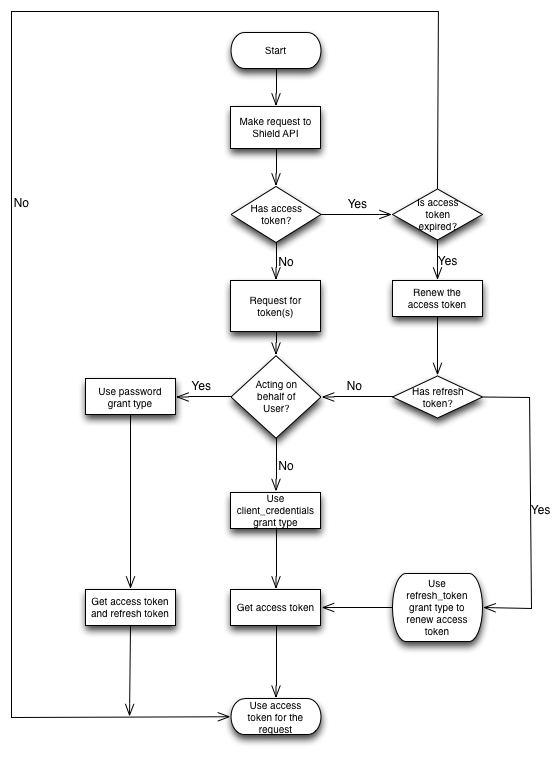 Start
Make request to
Shield API
No
Has access
token?
Yes
Is access
token
expired?
No
Yes
Request for
token(s)
Renew the
access token
Use password
grant type
Yes
Acting on
behalf of
User?
No
Has refresh
token?
No
Use
client_credentials
grant type
Yes
Get access token
and refresh token
Get access token
Use
refresh_token
grant type to
renew access
token
Use access
token for the
request